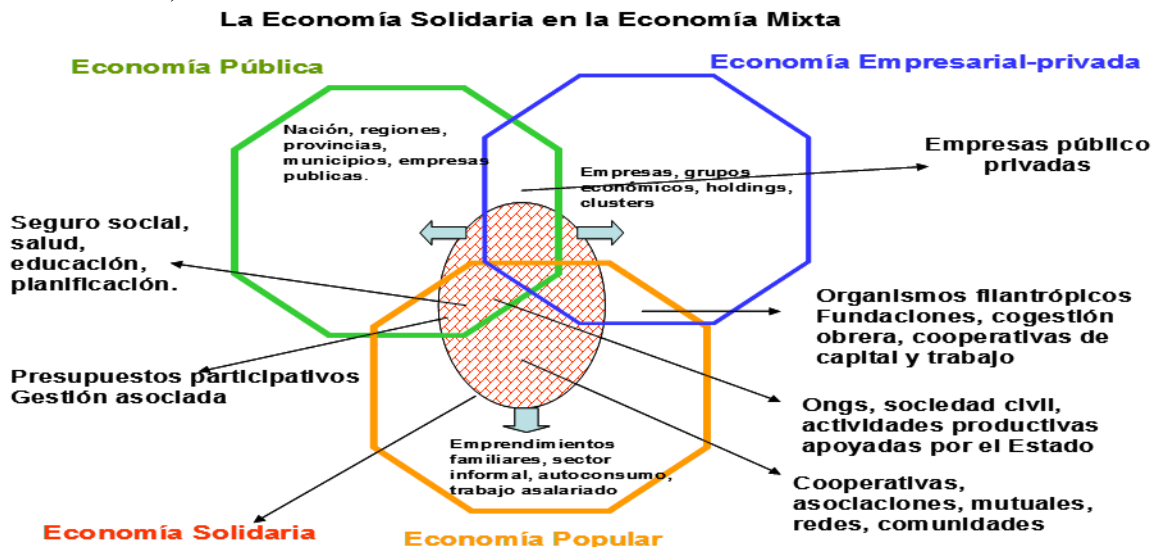 La Economía Solidaria en la Economía Mixta
Economía Pública
Economía Empresarial-privada
Nación, regiones,
provincias,
municipios, empresas
publicas.
Empresas, grupos
económicos, holdings,
clusters
Empresas público
privadas
Seguro social,
salud,
educación,
planificación.
Organismos filantrópicos
Fundaciones, cogestión
obrera, cooperativas de
capital y trabajo
Presupuestos participativos
Gestión asociada
Ongs, sociedad civil,
actividades productivas
apoyadas por el Estado
Emprendimientos
familiares, sector
informal, autoconsumo,
trabajo asalariado
Cooperativas,
asociaciones, mutuales,
redes, comunidades
Economía Solidaria
Economía Popular